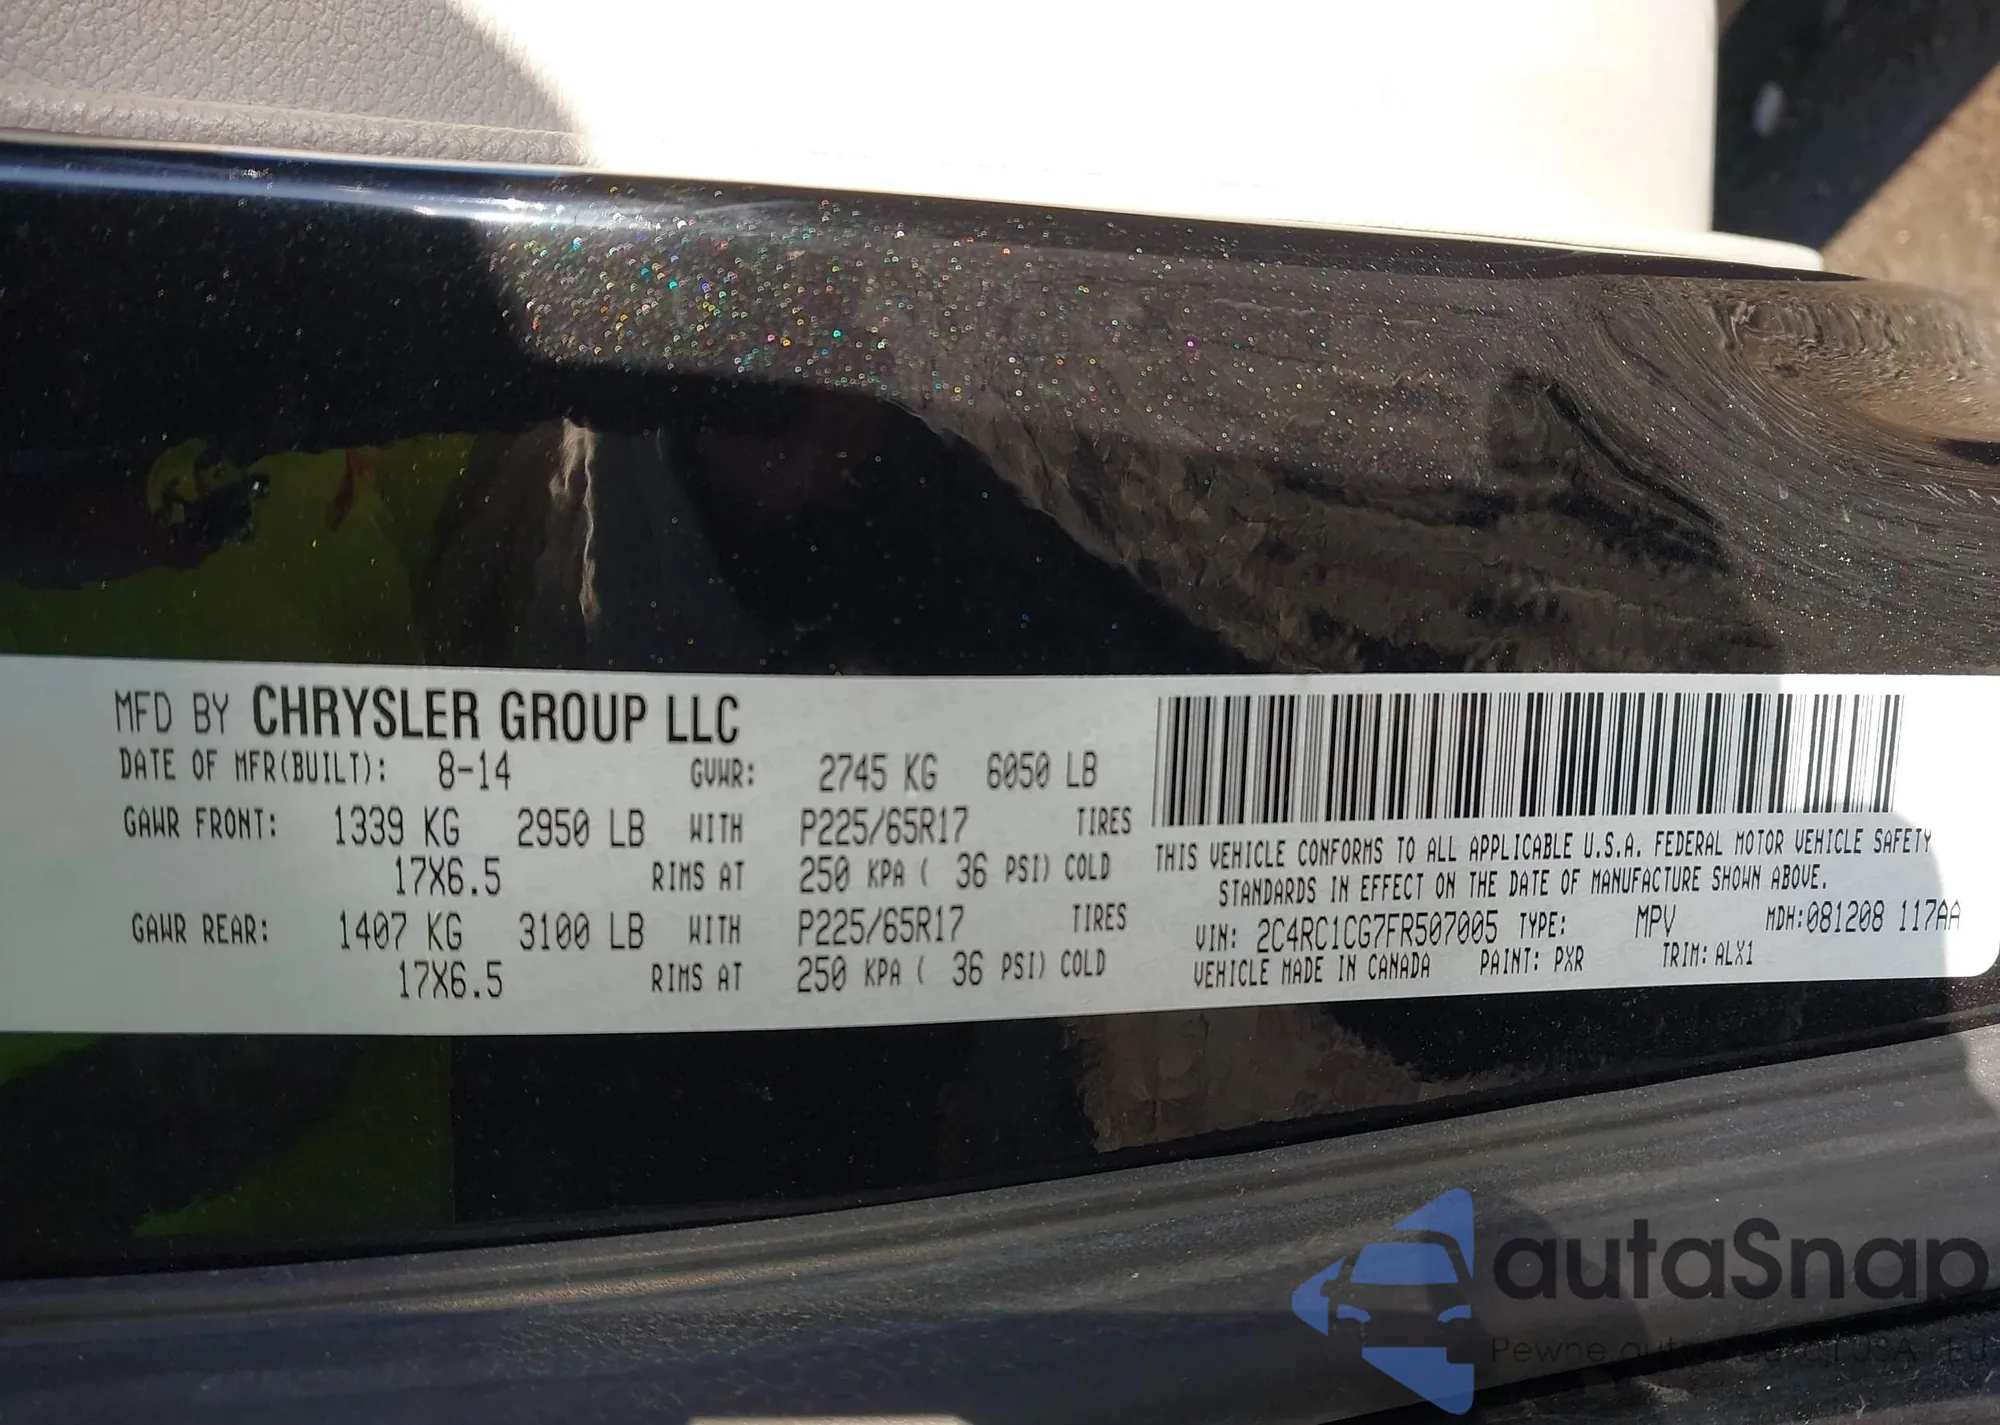 MFD BY CHRYSLER GROUP LLC
DATE OF MFR(BUILT): 8-14 GVWR: 2745 KG 6050 LB
GAWR FRONT: 1339 KG 2950 LB WITH P225/65R17 TIRES
17X6.5 RIMS AT 250 KPA ( 36 PSI) COLD
GAWR REAR: 1407 KG 3100 LB WITH P225/65R17 TIRES
17X6.5 RIMS AT 250 KPA ( 36 PSI) COLD
THIS VEHICLE CONFORMS TO ALL APPLICABLE U.S.A. FEDERAL MOTOR VEHICLE SAFETY
STANDARDS IN EFFECT ON THE DATE OF MANUFACTURE SHOWN ABOVE.
VIN: 2C4RC1CG7FR507005 TYPE: MPV MDH:081208 117AA
VEHICLE MADE IN CANADA PAINT: PXR TRIM: ALX1
autaSnap
Pewne auta USA